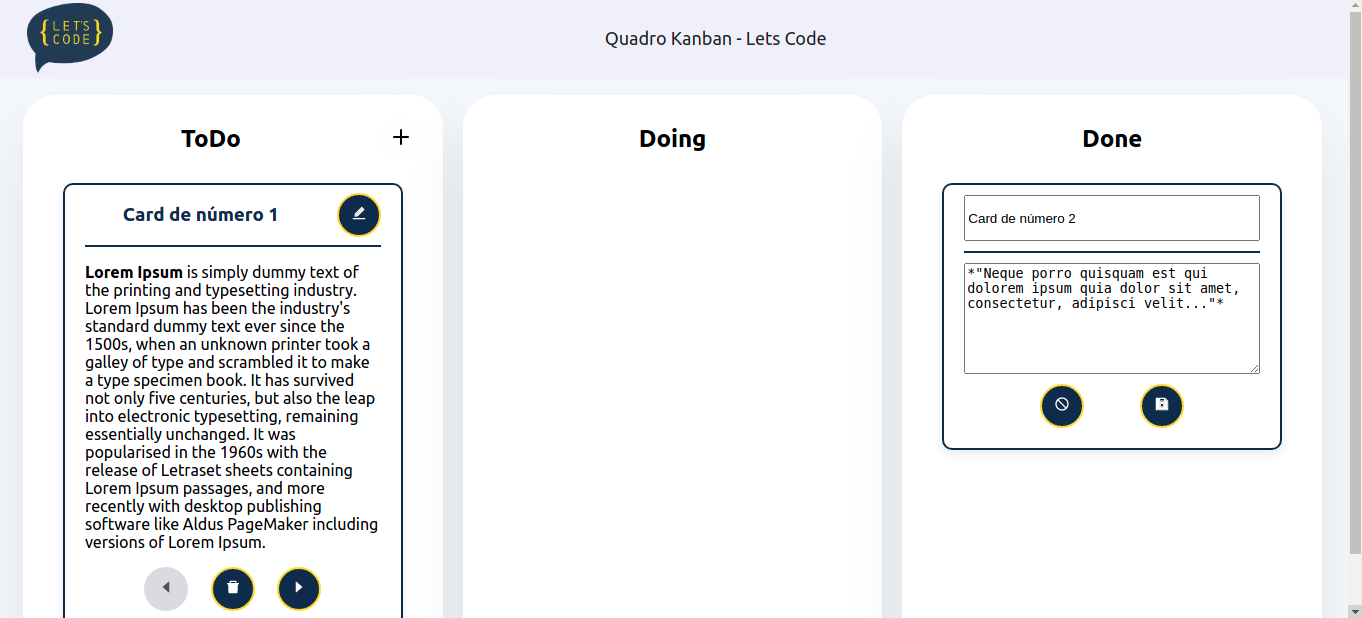 {LET'S
CODE}
Quadro Kanban - Lets Code
ToDo
Card de número 1
Lorem Ipsum is simply dummy text of
the printing and typesetting industry.
Lorem Ipsum has been the industry's
standard dummy text ever since the
1500s, when an unknown printer took a
galley of type and scrambled it to make
a type specimen book. It has survived
not only five centuries, but also the leap
into electronic typesetting, remaining
essentially unchanged. It was
popularised in the 1960s with the
release of Letraset sheets containing
Lorem Ipsum passages, and more
recently with desktop publishing
software like Aldus PageMaker including
versions of Lorem Ipsum.
Doing
Done
Card de número 2
*"Neque porro quisquam est qui
dolorem ipsum quia dolor sit amet,
consectetur, adipisci velit..."*